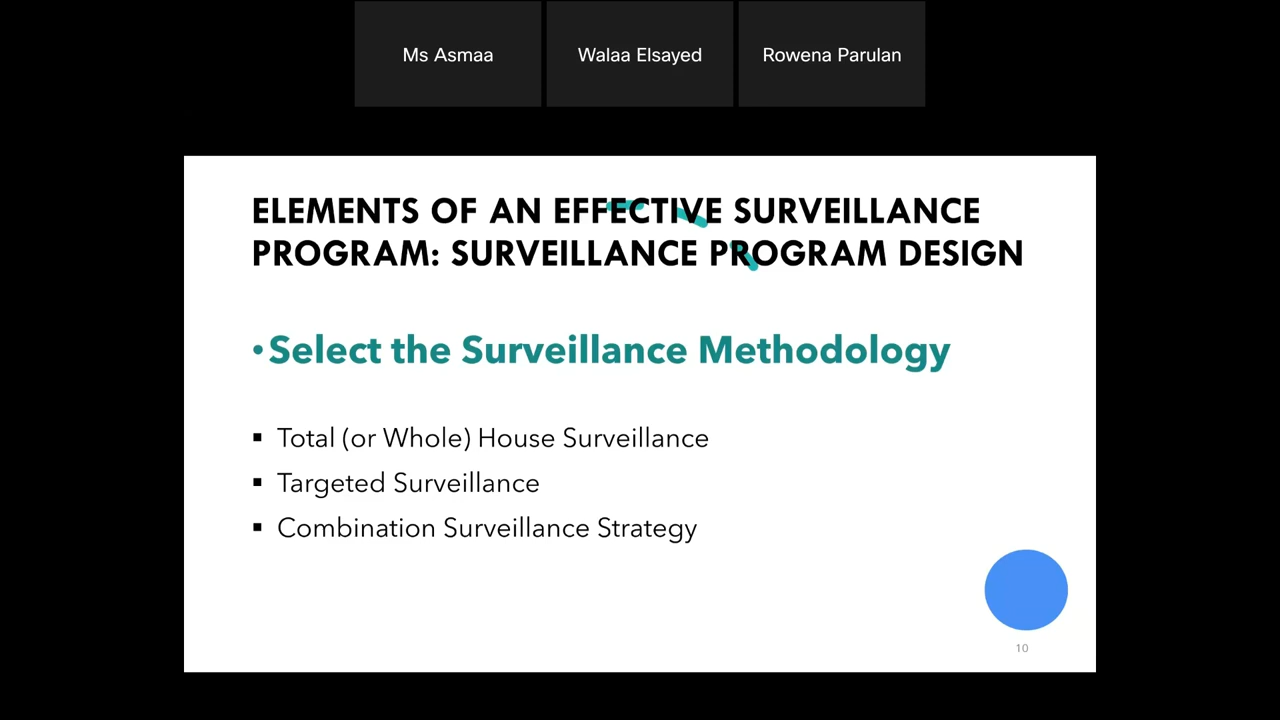 Ms Asmaa
Walaa Elsayed
Rowena Parulan
ELEMENTS OF AN EFFECTIVE SURVEILLANCE
PROGRAM: SURVEILLANCE PROGRAM DESIGN
•Select the Surveillance Methodology
▪ Total (or Whole) House Surveillance
▪ Targeted Surveillance
▪ Combination Surveillance Strategy
10